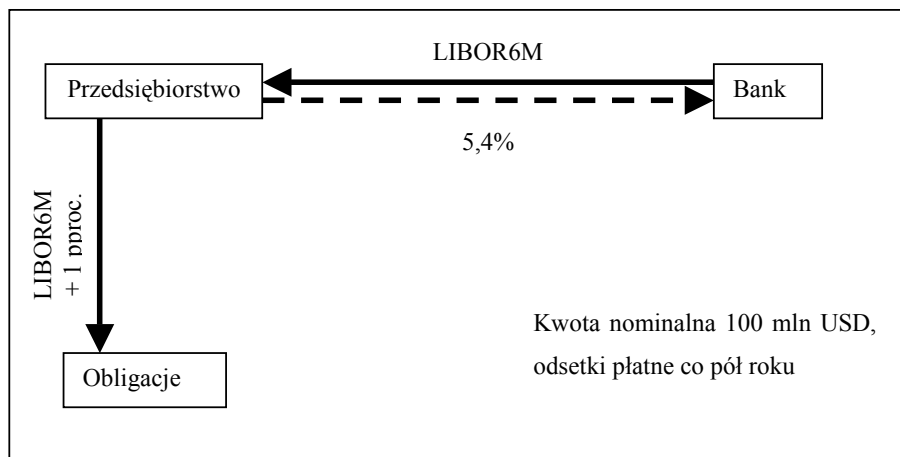 LIBOR6M
Przedsiębiorstwo
Bank
5,4%
LIBOR6M
+ 1 pproc.
Kwota nominalna 100 mln USD,
odsetki płatne co pół roku
Obligacje